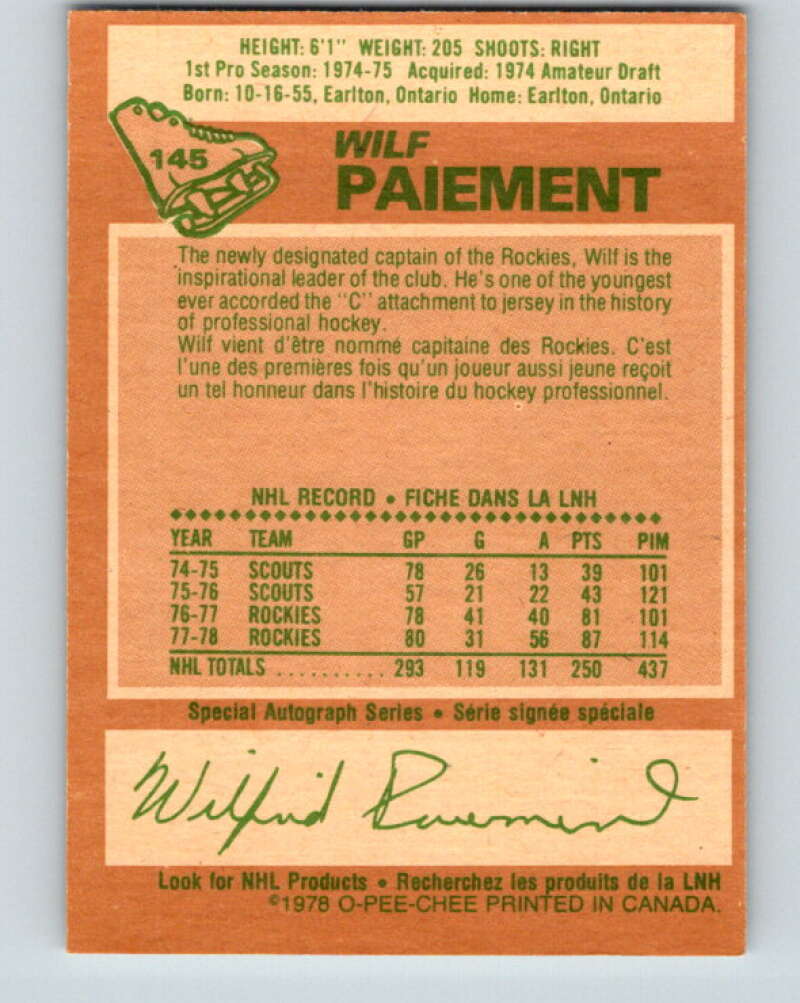 HEIGHT: 6'1" WEIGHT: 205 SHOOTS: RIGHT
1st Pro Season: 1974-75 Acquired: 1974 Amateur Draft
Born: 10-16-55, Earlton, Ontario Home: Earlton, Ontario
145
WILF
PAIEMENT
The newly designated captain of the Rockies, Wilf is the
inspirational leader of the club. He's one of the youngest
ever accorded the "C" attachment to jersey in the history
of professional hockey.
Wilf vient d'être nommé capitaine des Rockies. C'est
l'une des premières fois qu'un joueur aussi jeune reçoit
un tel honneur dans l'histoire du hockey professionnel.
NHL RECORD • FICHE DANS LA LNH
YEAR TEAM GP G A PTS PIM
74-75 SCOUTS 78 26 13 39 101
75-76 SCOUTS 57 21 22 43 121
76-77 ROCKIES 78 41 40 81 101
77-78 ROCKIES 80 31 56 87 114
NHL TOTALS .......... 293 119 131 250 437
Special Autograph Series • Série signée spéciale
Wilfrid Paiement
Look for NHL Products • Recherchez les produits de la LNH
©1978 O-PEE-CHEE PRINTED IN CANADA.